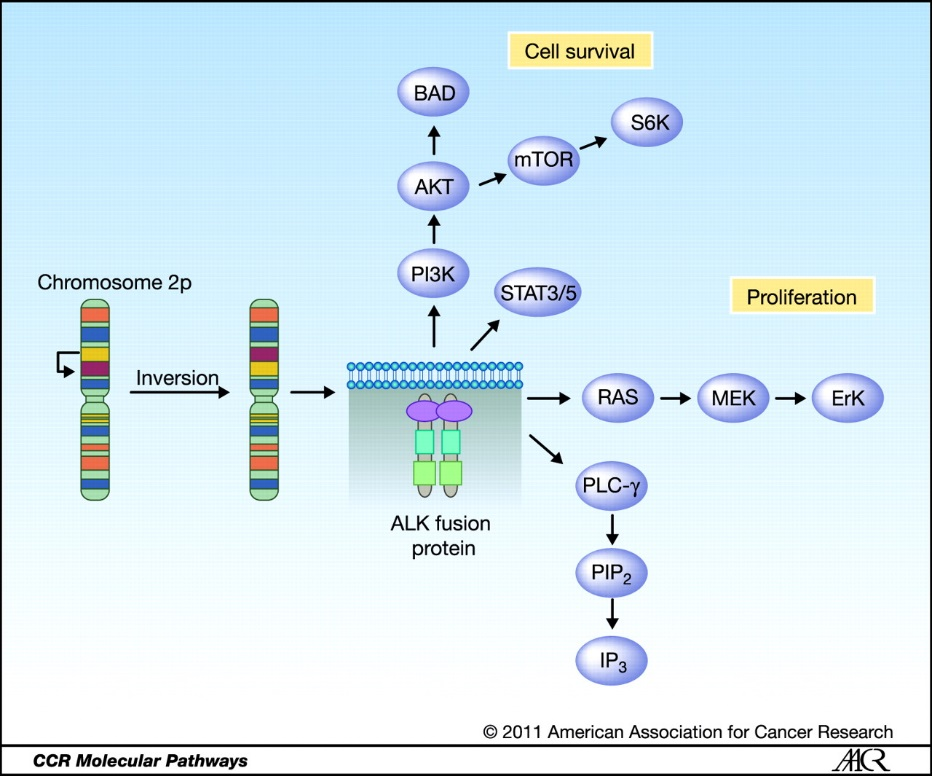 Cell survival
BAD
S6K
mTOR
AKT
PI3K
Chromosome 2p
STAT3/5
Proliferation
Inversion
RAS
MEK
ErK
PLC-γ
ALK fusion
protein
PIP₂
IP₃
© 2011 American Association for Cancer Research
CCR Molecular Pathways
AACR